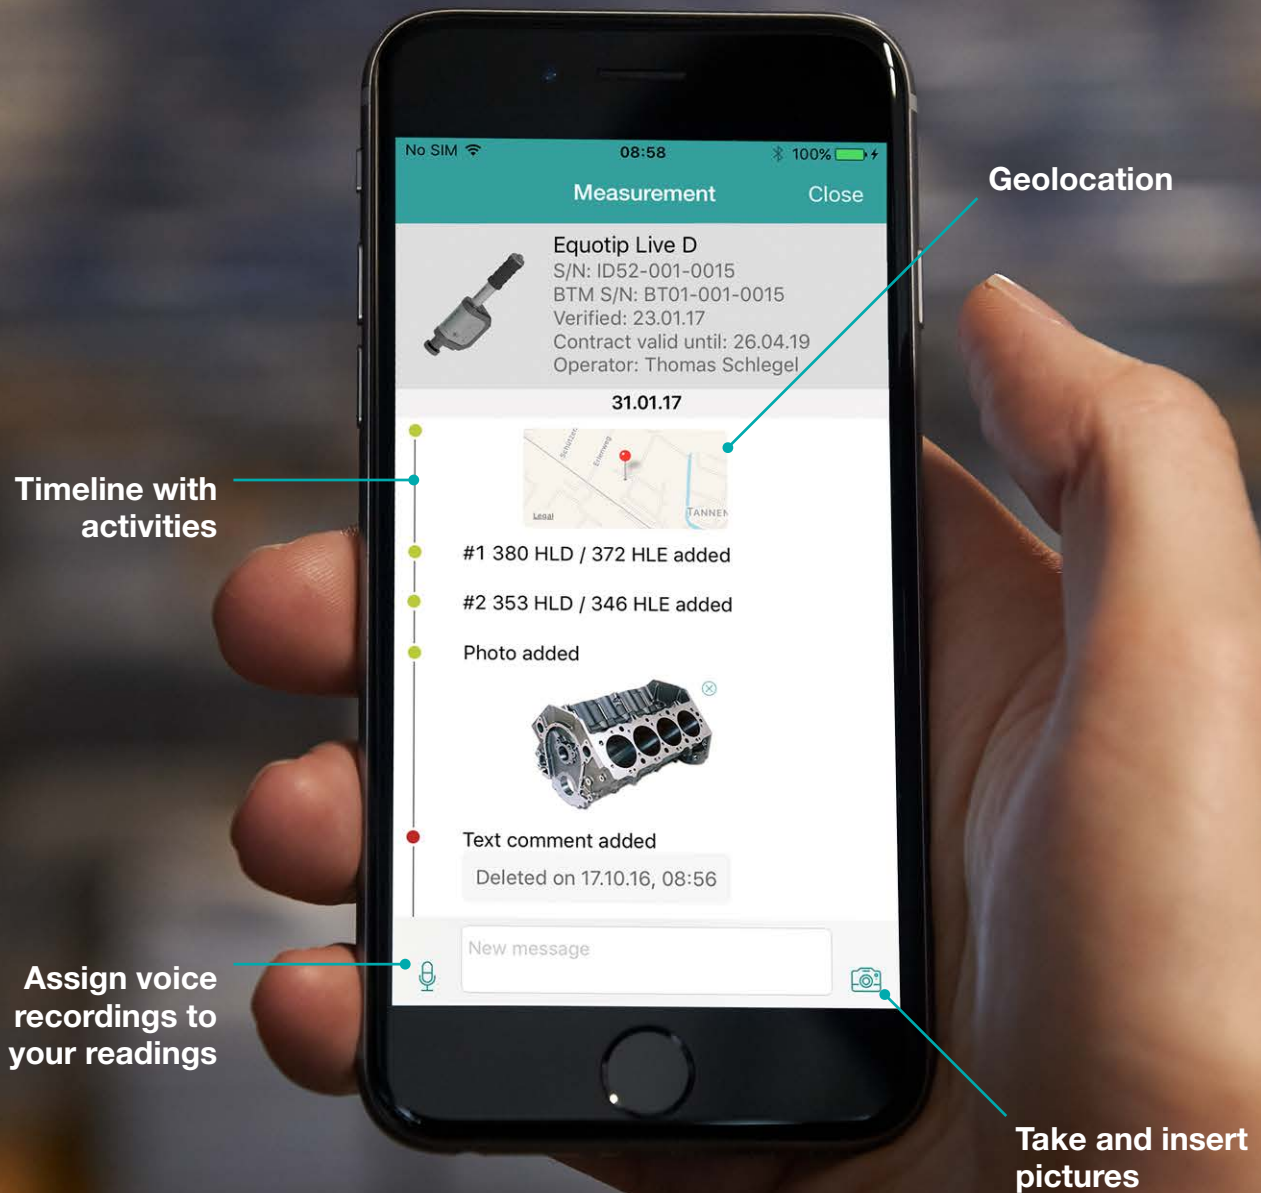 No SIM
08:58
100%
Measurement
Close
Geolocation
Equotip Live D
S/N: ID52-001-0015
BTM S/N: BT01-001-0015
Verified: 23.01.17
Contract valid until: 26.04.19
Operator: Thomas Schlegel
31.01.17
Schützen
Erlenweg
Legal
TANNEN
Timeline with
activities
#1 380 HLD / 372 HLE added
#2 353 HLD / 346 HLE added
Photo added
Text comment added
Deleted on 17.10.16, 08:56
New message
Assign voice
recordings to
your readings
Take and insert
pictures